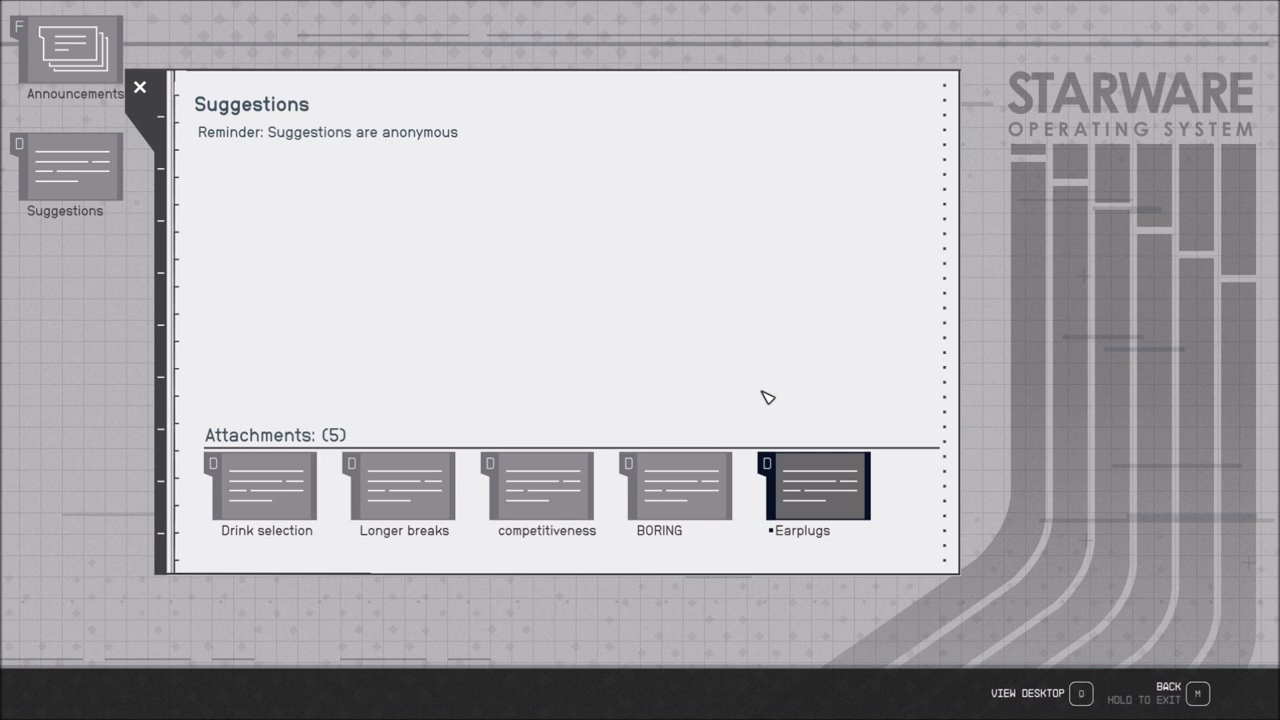 F
Announcements
D
Suggestions
STARWARE
OPERATING SYSTEM
Suggestions
Reminder: Suggestions are anonymous
Attachments: (5)
D
Drink selection
D
Longer breaks
D
competitiveness
D
BORING
D
Earplugs
VIEW DESKTOP Q
BACK
HOLD TO EXIT M